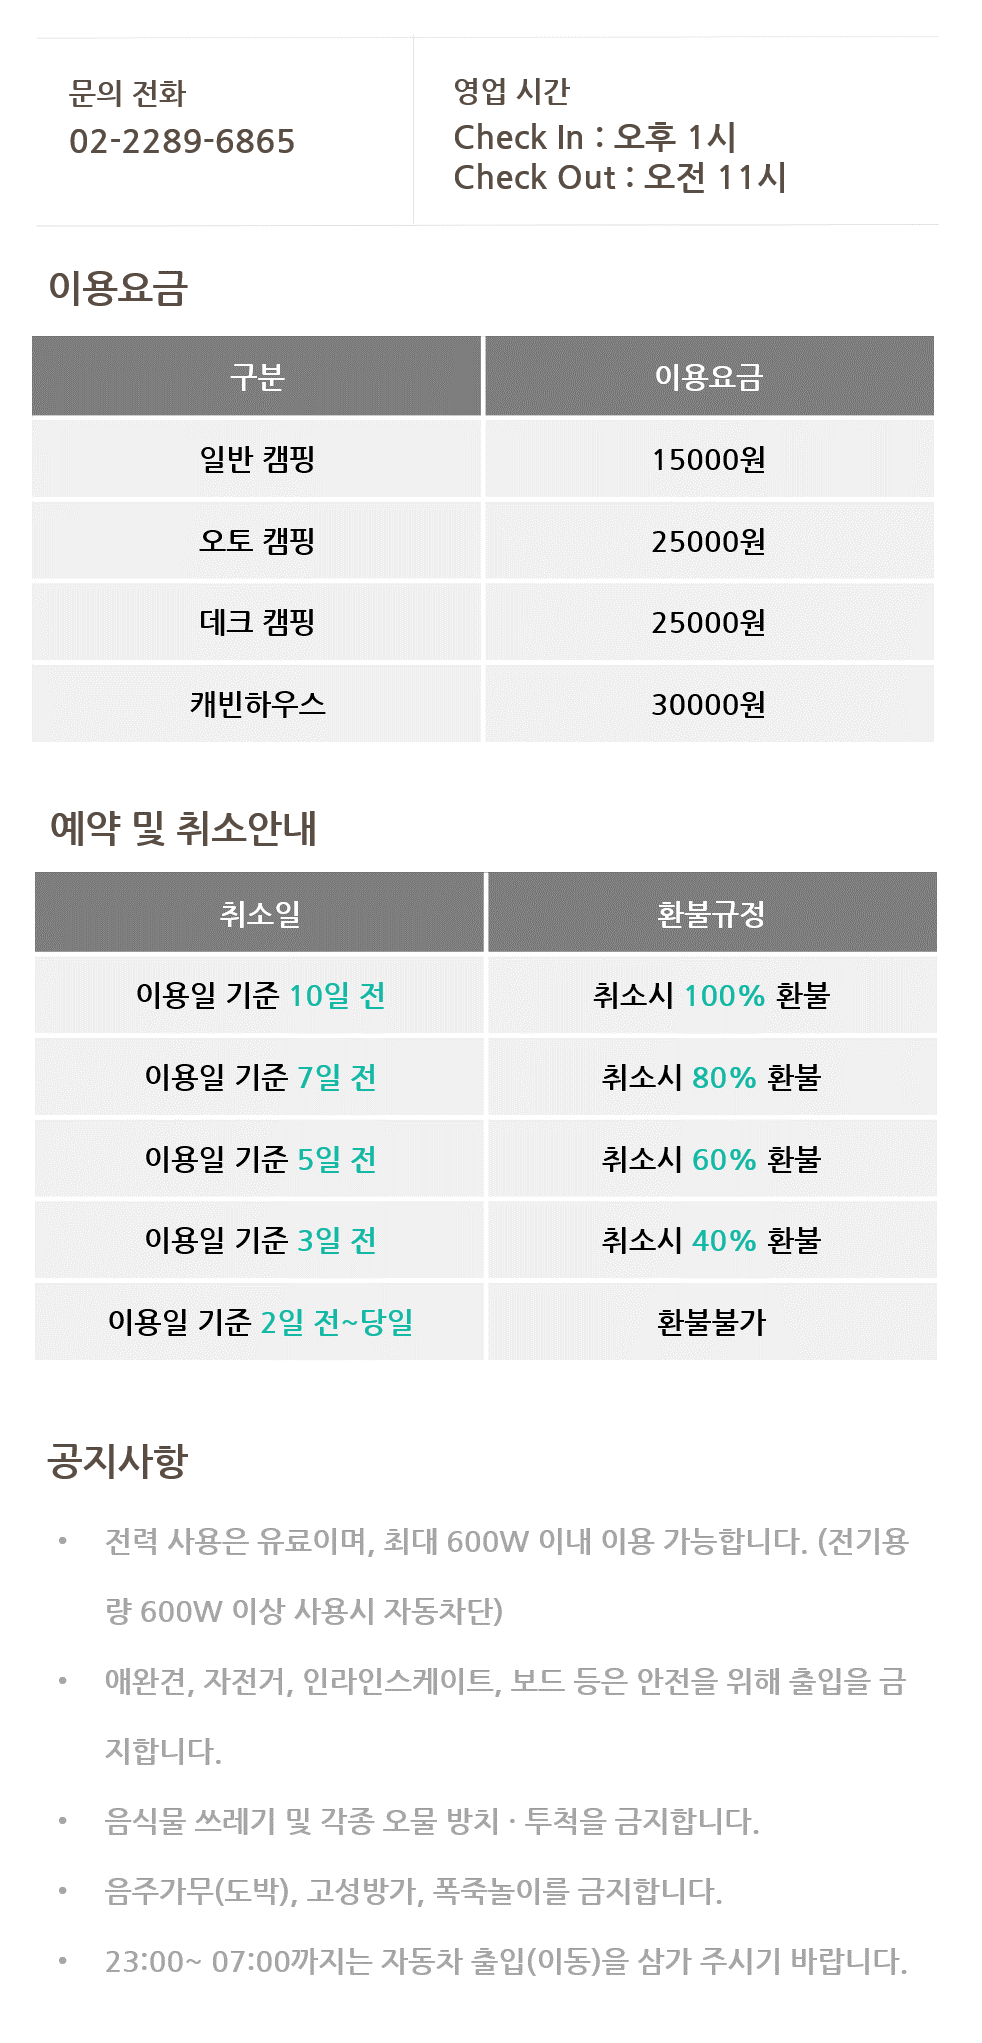 문의 전화
02-2289-6865
영업 시간
Check In : 오후 1시
Check Out : 오전 11시
이용요금
구분 이용요금
일반 캠핑 15000원
오토 캠핑 25000원
데크 캠핑 25000원
캐빈하우스 30000원
예약 및 취소안내
취소일 환불규정
이용일 기준 10일 전 취소시 100% 환불
이용일 기준 7일 전 취소시 80% 환불
이용일 기준 5일 전 취소시 60% 환불
이용일 기준 3일 전 취소시 40% 환불
이용일 기준 2일 전~당일 환불불가
공지사항
• 전력 사용은 유료이며, 최대 600W 이내 이용 가능합니다. (전기용
량 600W 이상 사용시 자동차단)
• 애완견, 자전거, 인라인스케이트, 보드 등은 안전을 위해 출입을 금
지합니다.
• 음식물 쓰레기 및 각종 오물 방치 · 투척을 금지합니다.
• 음주가무(도박), 고성방가, 폭죽놀이를 금지합니다.
• 23:00~ 07:00까지는 자동차 출입(이동)을 삼가 주시기 바랍니다.